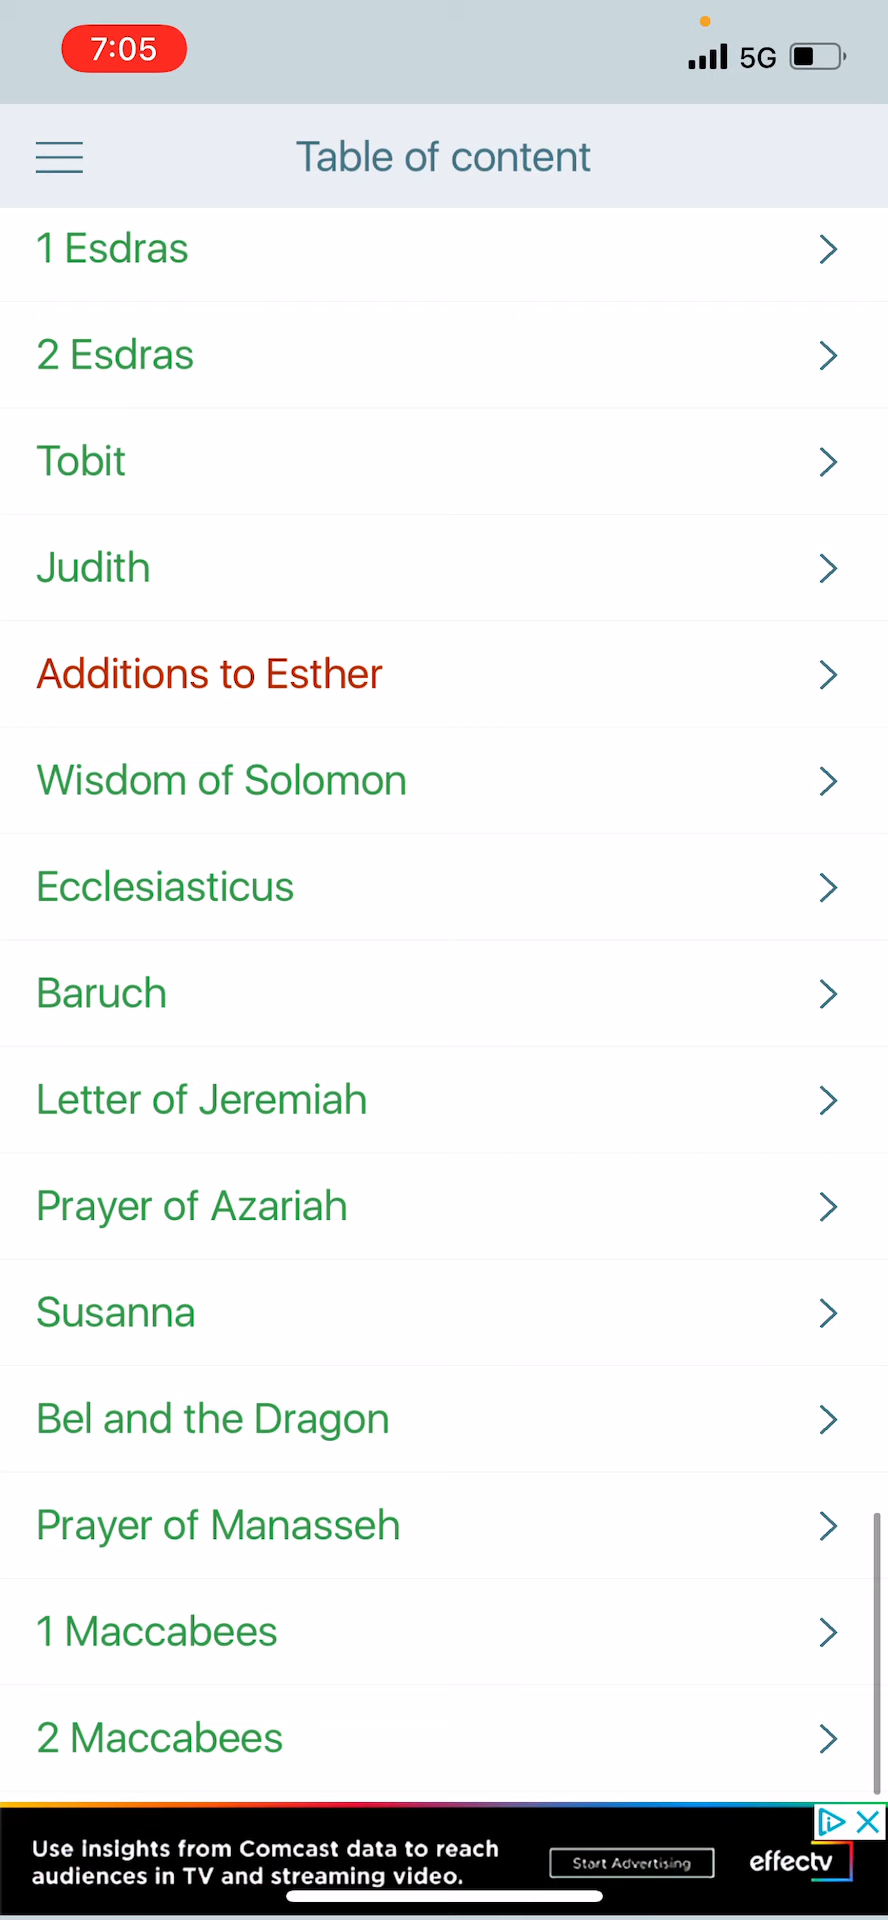 7:05
5G
Table of content
1 Esdras
2 Esdras
Tobit
Judith
Additions to Esther
Wisdom of Solomon
Ecclesiasticus
Baruch
Letter of Jeremiah
Prayer of Azariah
Susanna
Bel and the Dragon
Prayer of Manasseh
1 Maccabees
2 Maccabees
Use insights from Comcast data to reach
audiences in TV and streaming video.
Start Advertising
effectv